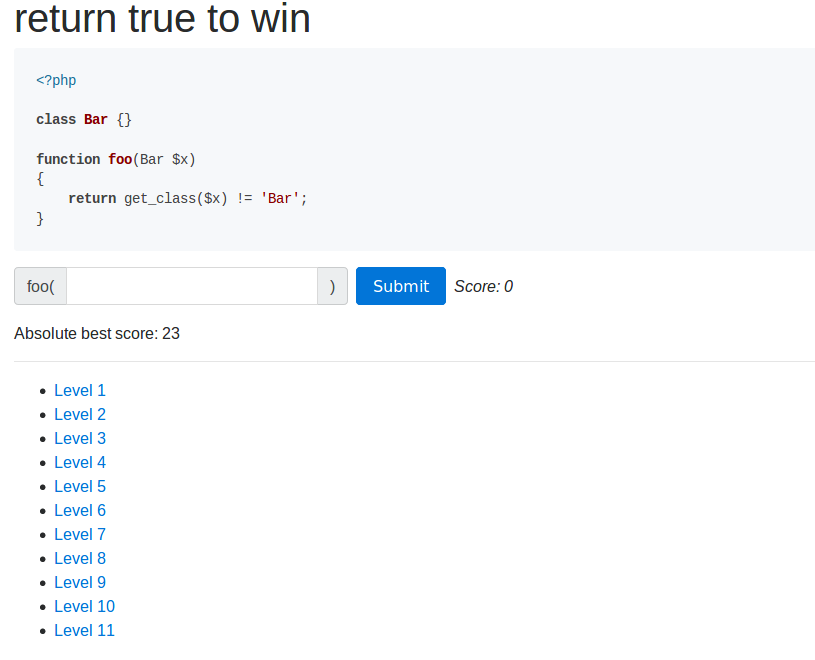 return true to win
<?php
class Bar {}
function foo(Bar $x)
{
    return get_class($x) != 'Bar';
}
foo( ) Submit Score: 0
Absolute best score: 23
Level 1
Level 2
Level 3
Level 4
Level 5
Level 6
Level 7
Level 8
Level 9
Level 10
Level 11